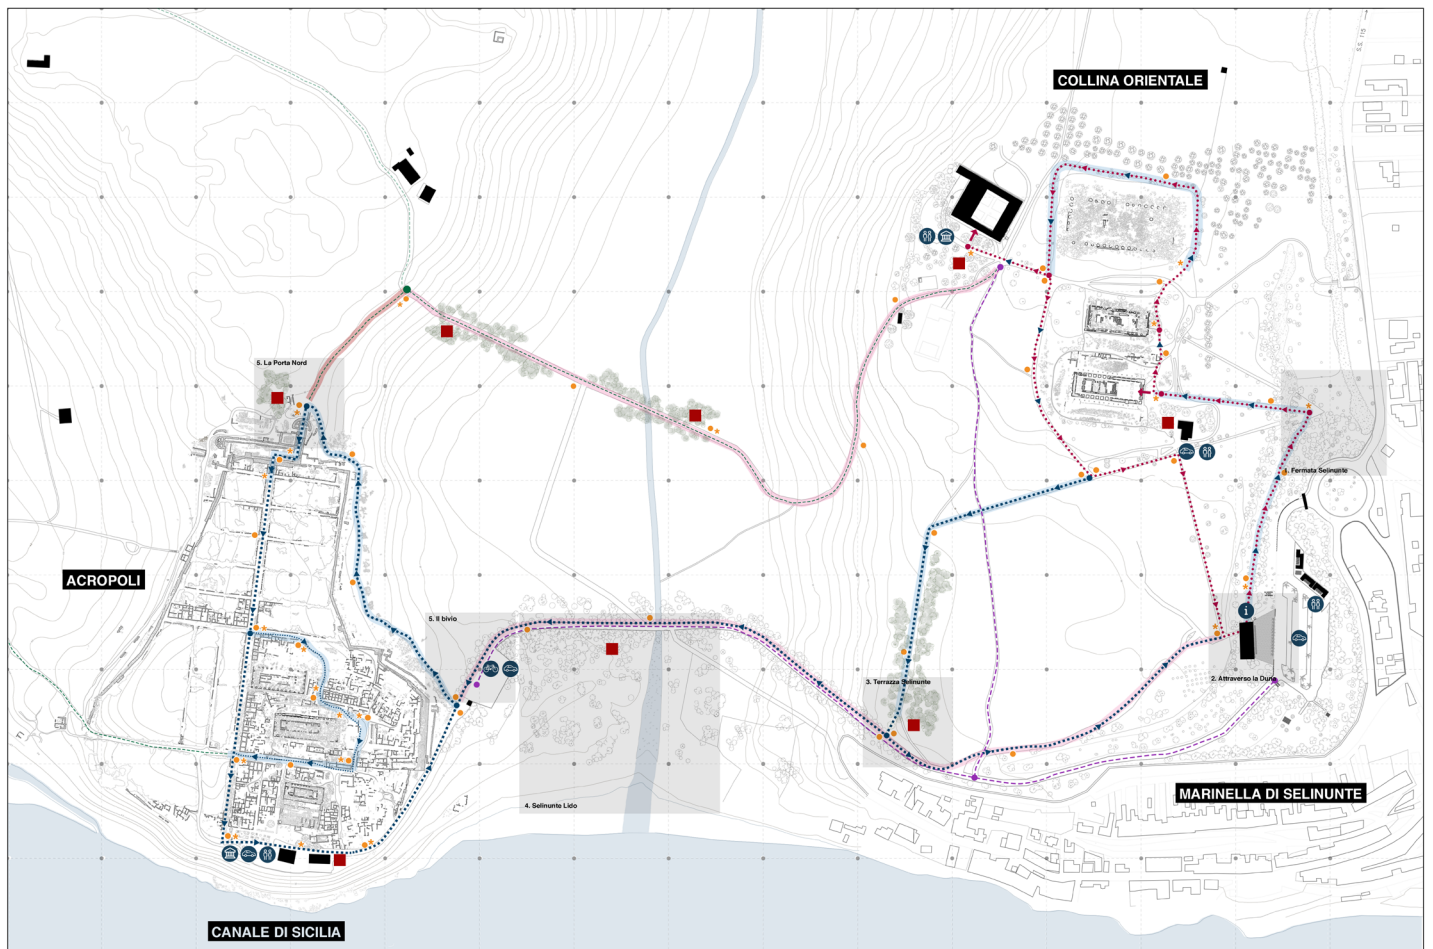 S.S. 115
COLLINA ORIENTALE
5. La Porta Nord
1. Fermata Selinunte
ACROPOLI
i
5. Il bivio
3. Terrazza Selinunte
2. Attraverso la Duna
4. Selinunte Lido
MARINELLA DI SELINUNTE
CANALE DI SICILIA